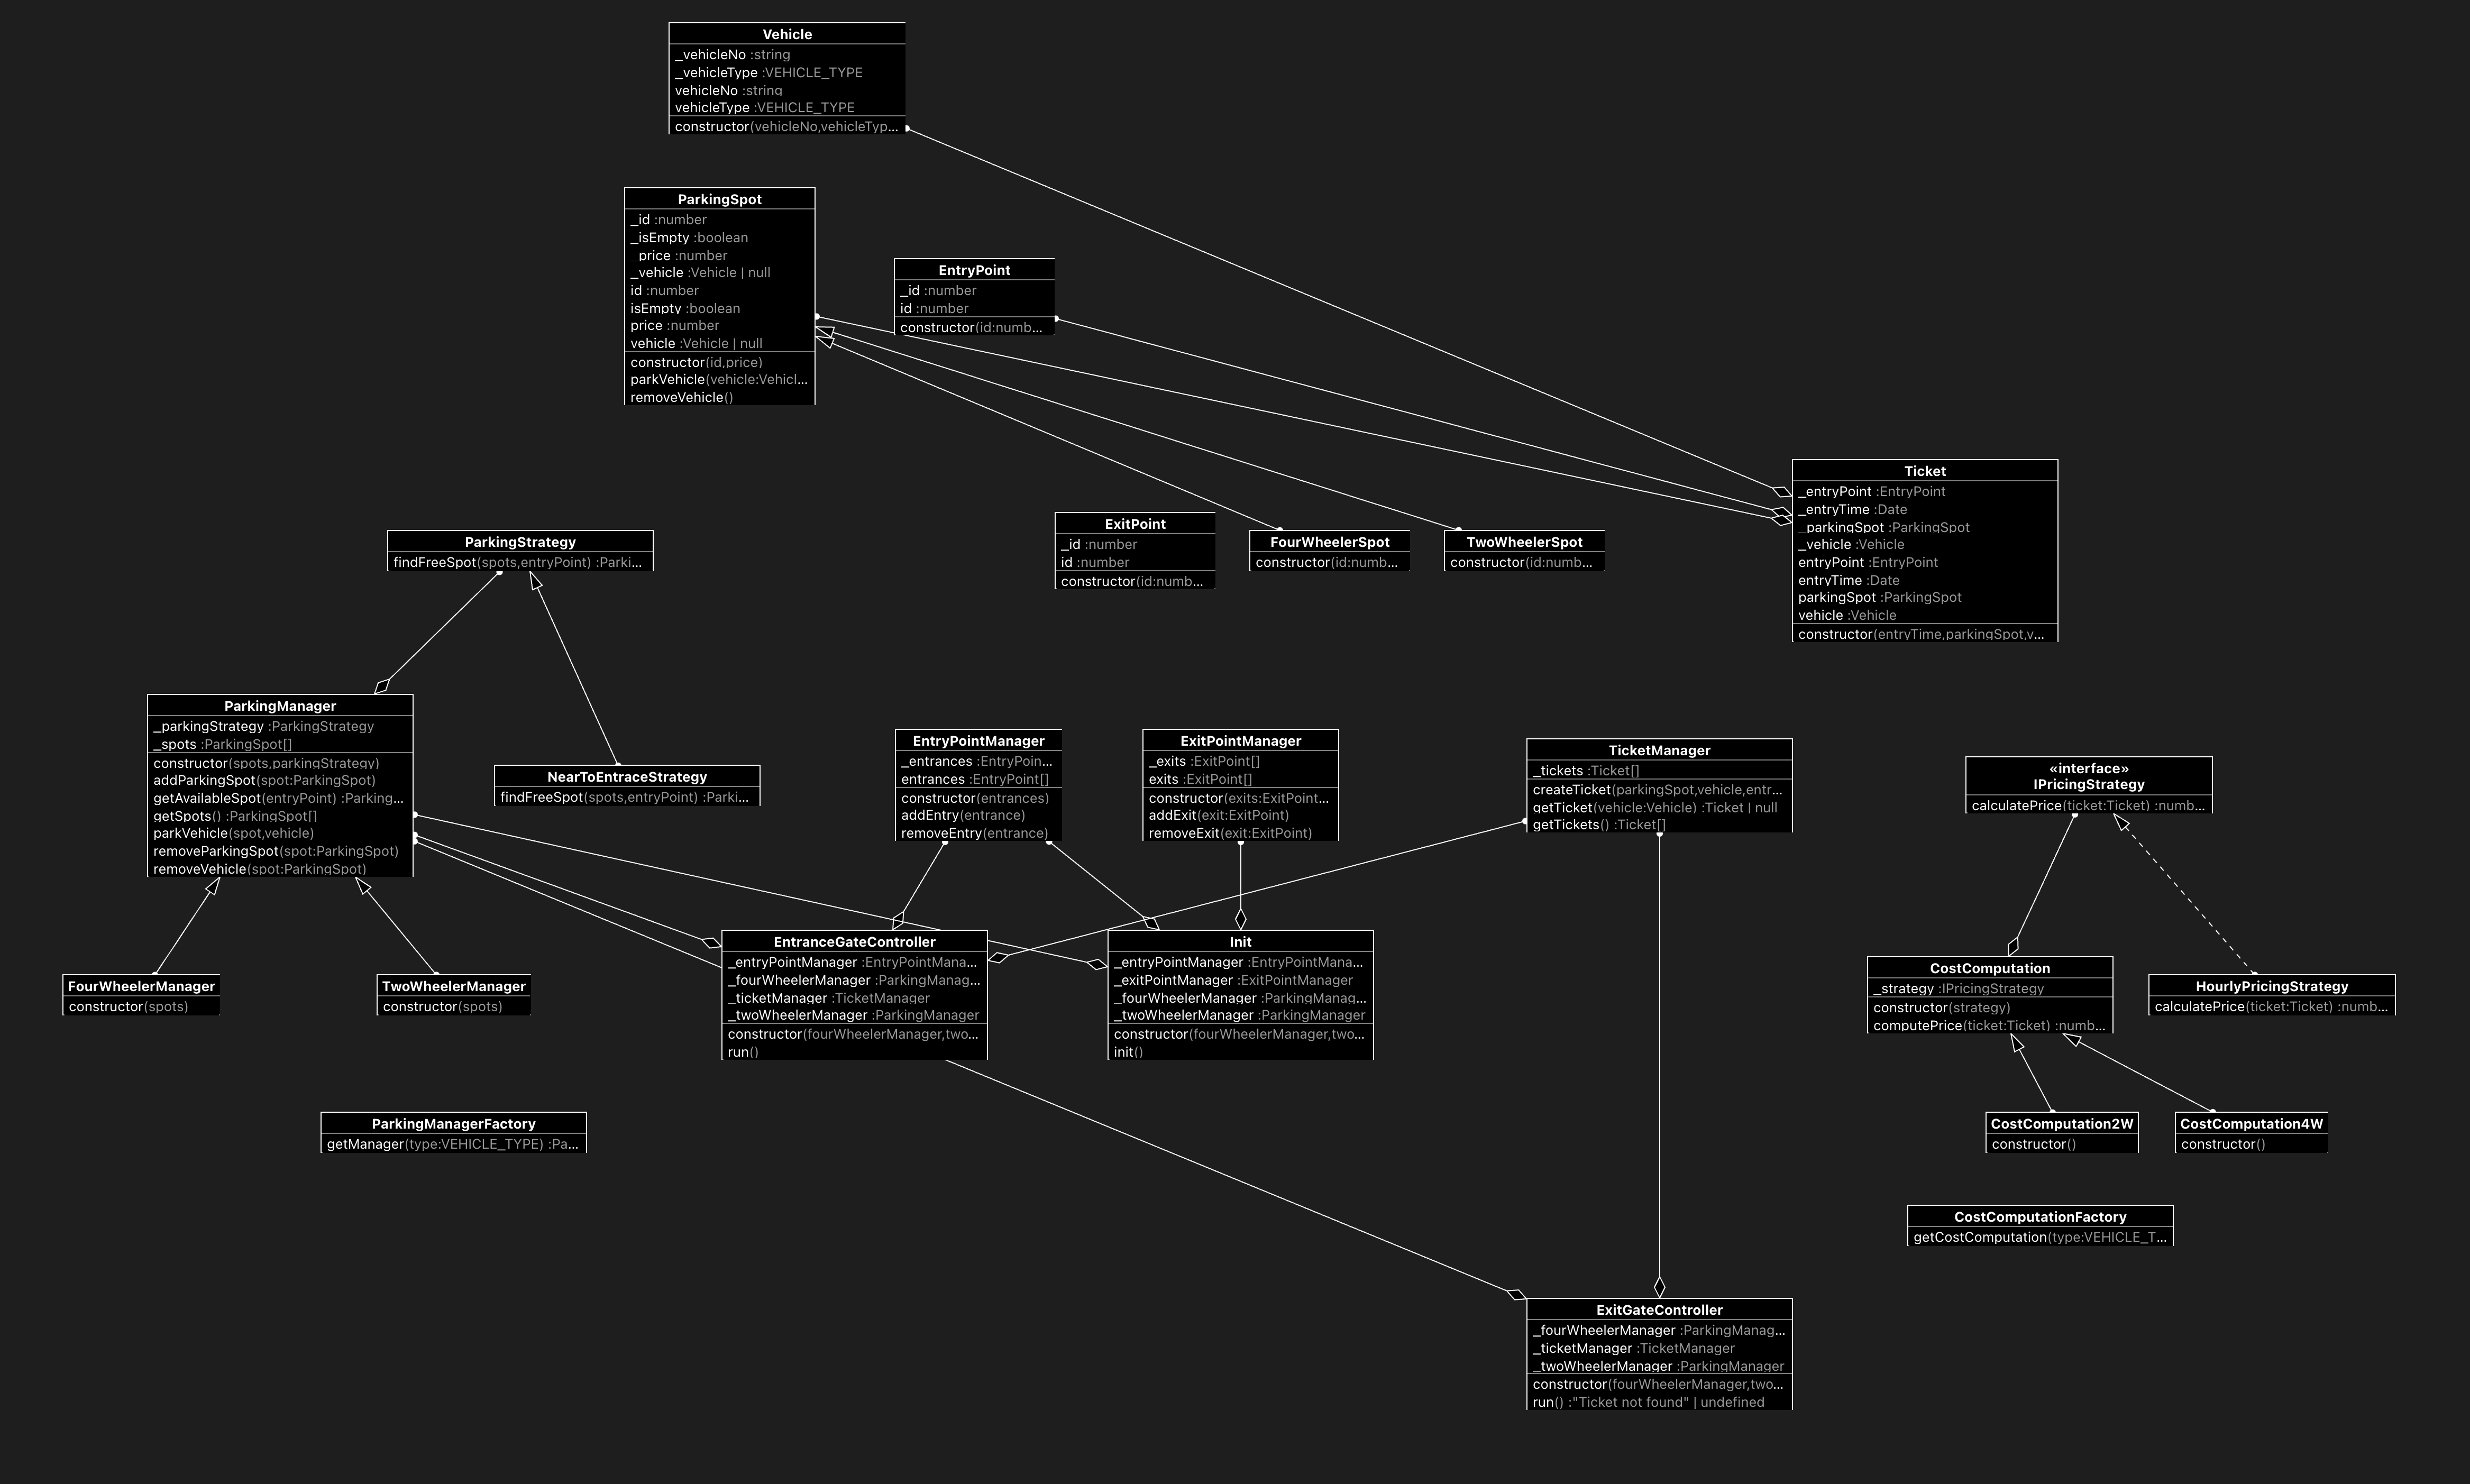 Vehicle
_vehicleNo :string
_vehicleType :VEHICLE_TYPE
vehicleNo :string
vehicleType :VEHICLE_TYPE
constructor(vehicleNo,vehicleTyp...
ParkingSpot
_id :number
_isEmpty :boolean
_price :number
_vehicle :Vehicle | null
id :number
isEmpty :boolean
price :number
vehicle :Vehicle | null
constructor(id,price)
parkVehicle(vehicle:Vehicl...
removeVehicle()
EntryPoint
_id :number
id :number
constructor(id:numb...
Ticket
_entryPoint :EntryPoint
_entryTime :Date
_parkingSpot :ParkingSpot
_vehicle :Vehicle
entryPoint :EntryPoint
entryTime :Date
parkingSpot :ParkingSpot
vehicle :Vehicle
constructor(entryTime,parkingSpot,v...
ExitPoint
_id :number
id :number
constructor(id:numb...
FourWheelerSpot
constructor(id:numb...
TwoWheelerSpot
constructor(id:numb...
ParkingStrategy
findFreeSpot(spots,entryPoint) :Parki...
ParkingManager
_parkingStrategy :ParkingStrategy
_spots :ParkingSpot[]
constructor(spots,parkingStrategy)
addParkingSpot(spot:ParkingSpot)
getAvailableSpot(entryPoint) :Parking...
getSpots() :ParkingSpot[]
parkVehicle(spot,vehicle)
removeParkingSpot(spot:ParkingSpot)
removeVehicle(spot:ParkingSpot)
NearToEntraceStrategy
findFreeSpot(spots,entryPoint) :Parki...
EntryPointManager
_entrances :EntryPoin...
entrances :EntryPoint[]
constructor(entrances)
addEntry(entrance)
removeEntry(entrance)
ExitPointManager
_exits :ExitPoint[]
exits :ExitPoint[]
constructor(exits:ExitPoint...
addExit(exit:ExitPoint)
removeExit(exit:ExitPoint)
TicketManager
_tickets :Ticket[]
createTicket(parkingSpot,vehicle,entr...
getTicket(vehicle:Vehicle) :Ticket | null
getTickets() :Ticket[]
«interface»
IPricingStrategy
calculatePrice(ticket:Ticket) :numb...
FourWheelerManager
constructor(spots)
TwoWheelerManager
constructor(spots)
EntranceGateController
_entryPointManager :EntryPointMana...
_fourWheelerManager :ParkingManag...
_ticketManager :TicketManager
_twoWheelerManager :ParkingManager
constructor(fourWheelerManager,two...
run()
Init
_entryPointManager :EntryPointMana...
_exitPointManager :ExitPointManager
_fourWheelerManager :ParkingManag...
_twoWheelerManager :ParkingManager
constructor(fourWheelerManager,two...
init()
CostComputation
_strategy :IPricingStrategy
constructor(strategy)
computePrice(ticket:Ticket) :numb...
HourlyPricingStrategy
calculatePrice(ticket:Ticket) :numb...
ParkingManagerFactory
getManager(type:VEHICLE_TYPE) :Pa...
CostComputation2W
constructor()
CostComputation4W
constructor()
CostComputationFactory
getCostComputation(type:VEHICLE_T...
ExitGateController
_fourWheelerManager :ParkingManag...
_ticketManager :TicketManager
_twoWheelerManager :ParkingManager
constructor(fourWheelerManager,two...
run() :"Ticket not found" | undefined